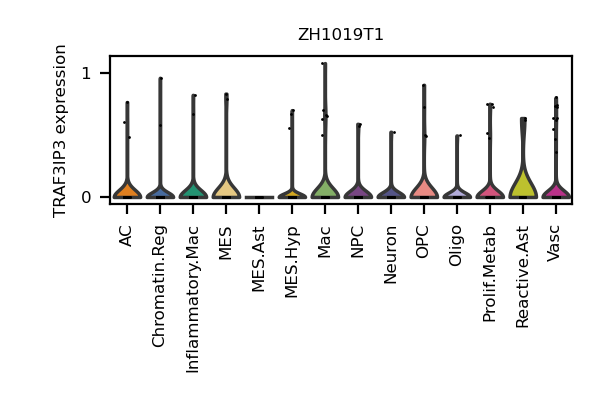 ZH1019T1
TRAF3IP3 expression
1
0
AC
Chromatin.Reg
Inflammatory.Mac
MES
MES.Ast
MES.Hyp
Mac
NPC
Neuron
OPC
Oligo
Prolif.Metab
Reactive.Ast
Vasc